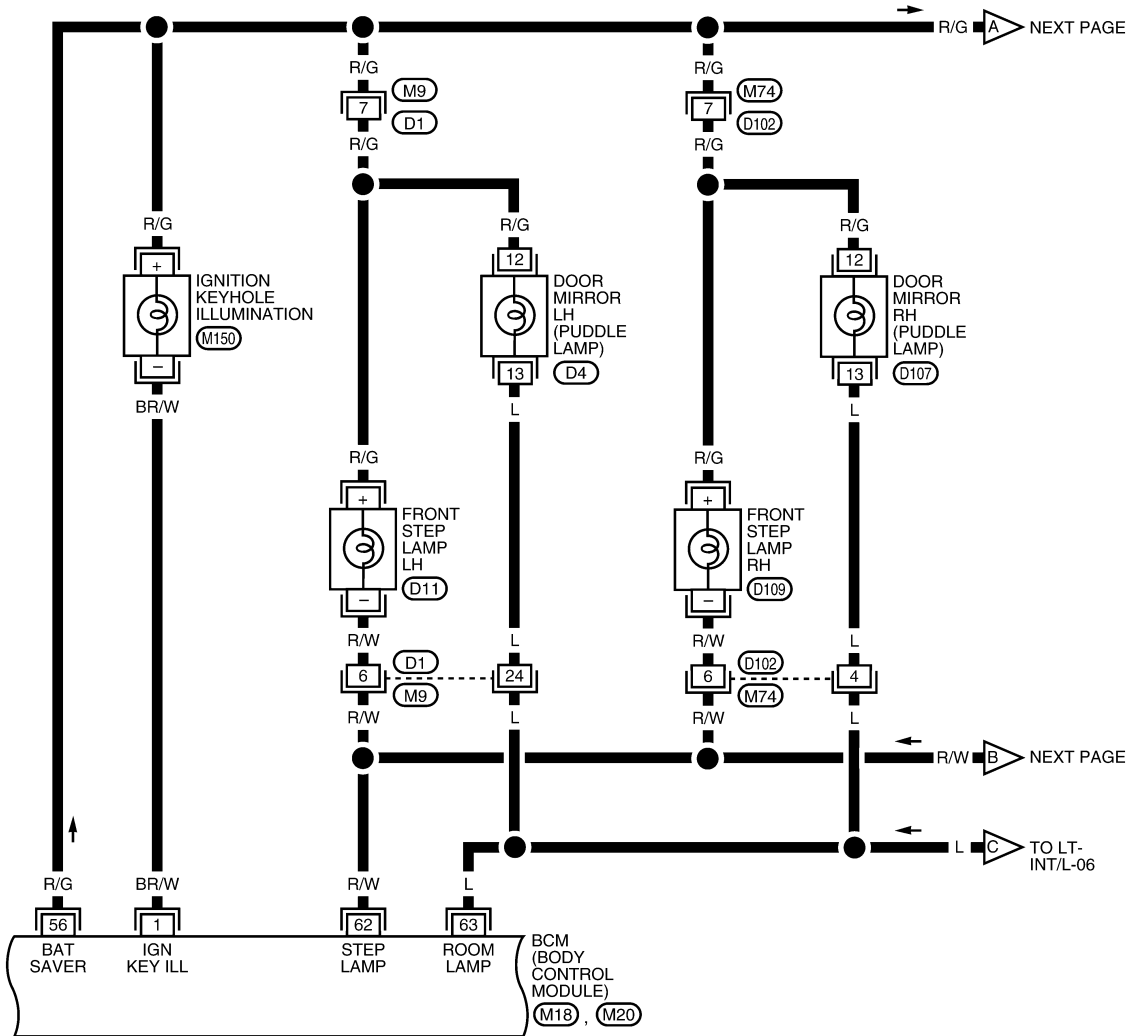 R/G
A
NEXT PAGE
R/G
R/G
7
M9
D1
7
M74
D102
R/G
R/G
R/G
R/G
R/G
+
IGNITION
KEYHOLE
ILLUMINATION
M150
–
BR/W
12
DOOR
MIRROR
LH
(PUDDLE
LAMP)
13
D4
L
12
DOOR
MIRROR
RH
(PUDDLE
LAMP)
13
D107
L
R/G
+
FRONT
STEP
LAMP
LH
D11
–
R/W
R/G
+
FRONT
STEP
LAMP
RH
D109
–
R/W
L
L
6
D1
M9
24
6
D102
M74
4
R/W
L
R/W
L
R/W
B
NEXT PAGE
L
C
TO LT-
INT/L-06
R/G
BR/W
R/W
L
56
1
62
63
BAT
SAVER
IGN
KEY ILL
STEP
LAMP
ROOM
LAMP
BCM
(BODY
CONTROL
MODULE)
M18 , M20